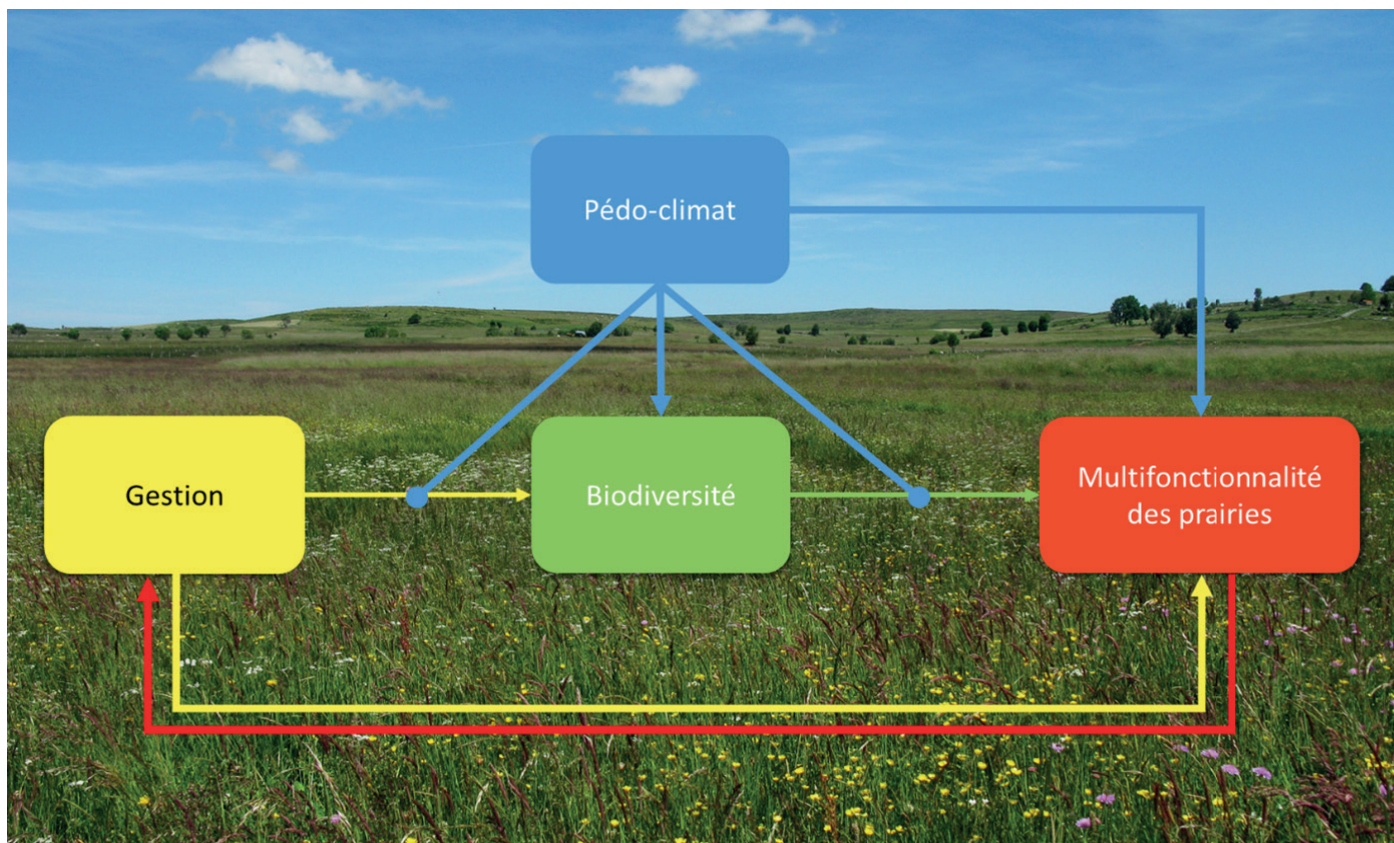 Pédo-climat
Gestion
Biodiversité
Multifonctionnalité
des prairies